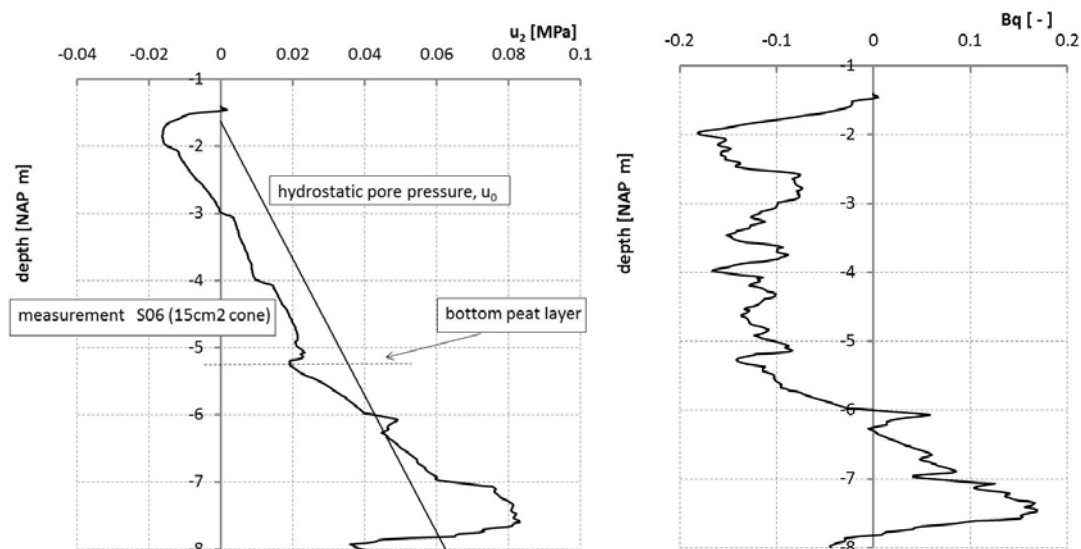 u₂ [MPa]
-0.04 -0.02 0 0.02 0.04 0.06 0.08 0.1
-1
-2
-3
-4
-5
-6
-7
-8
depth [NAP m]
hydrostatic pore pressure, u₀
measurement S06 (15cm2 cone)
bottom peat layer
Bq [ - ]
-0.2 -0.1 0 0.1 0.2
-1
-2
-3
-4
-5
-6
-7
-8
depth [NAP m]